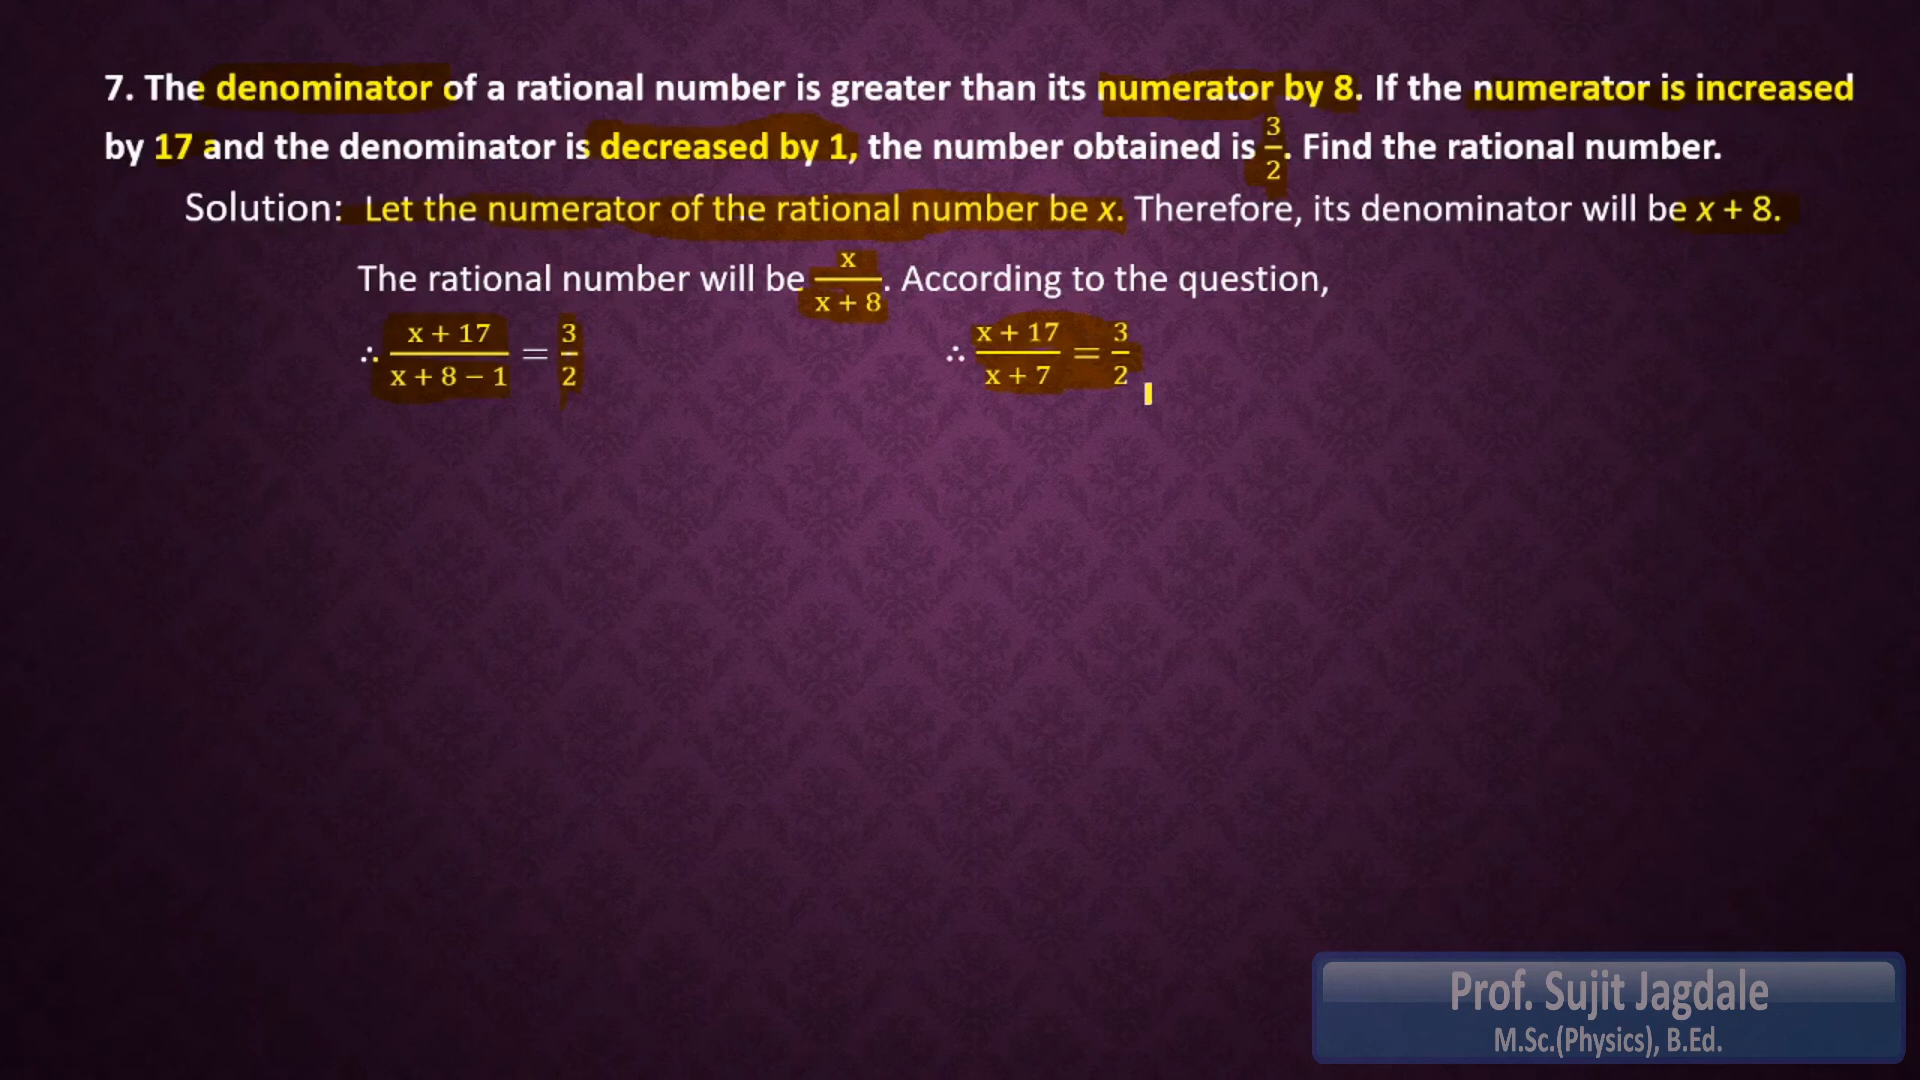 7. The denominator of a rational number is greater than its numerator by 8. If the numerator is increased
by 17 and the denominator is decreased by 1, the number obtained is 3/2. Find the rational number.
Solution: Let the numerator of the rational number be x. Therefore, its denominator will be x + 8.
The rational number will be x/(x + 8). According to the question,
∴ (x + 17)/(x + 8 − 1) = 3/2 ∴ (x + 17)/(x + 7) = 3/2
Prof. Sujit Jagdale
M.Sc.(Physics), B.Ed.